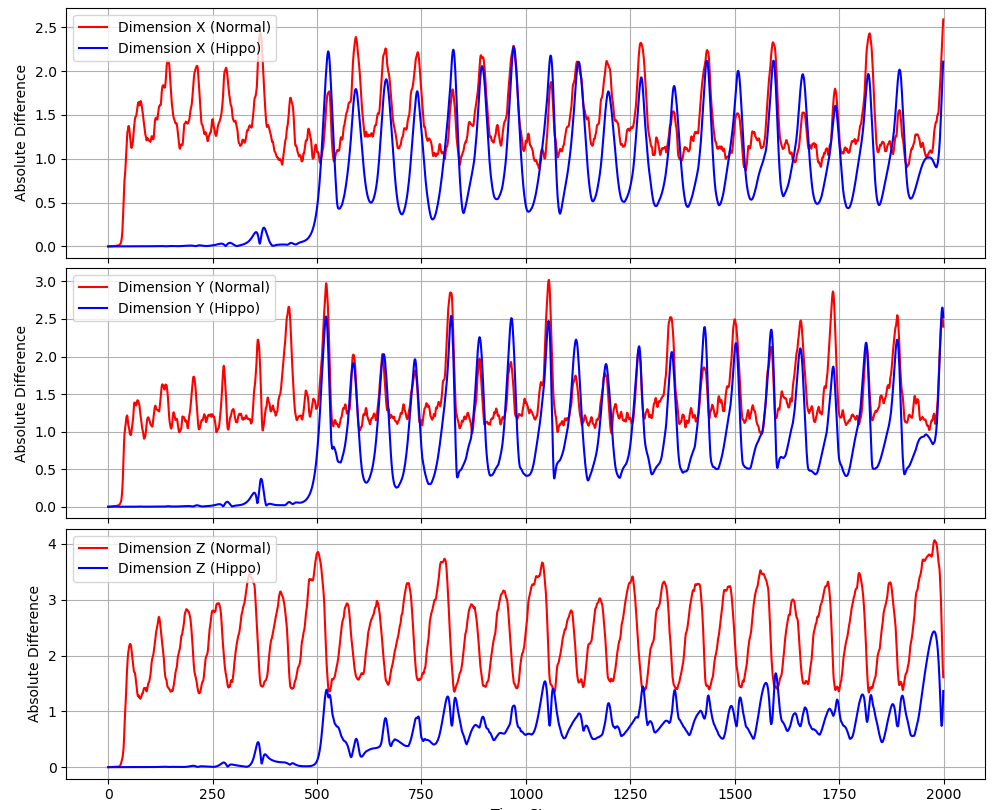 Dimension X (Normal)
Dimension X (Hippo)
Absolute Difference
2.5
2.0
1.5
1.0
0.5
0.0
Dimension Y (Normal)
Dimension Y (Hippo)
Absolute Difference
3.0
2.5
2.0
1.5
1.0
0.5
0.0
Dimension Z (Normal)
Dimension Z (Hippo)
Absolute Difference
4
3
2
1
0
0 250 500 750 1000 1250 1500 1750 2000